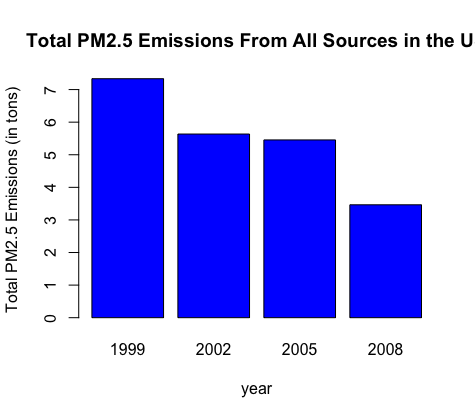 Total PM2.5 Emissions From All Sources in the U
Total PM2.5 Emissions (in tons)
7
6
5
4
3
2
1
0
1999 2002 2005 2008
year